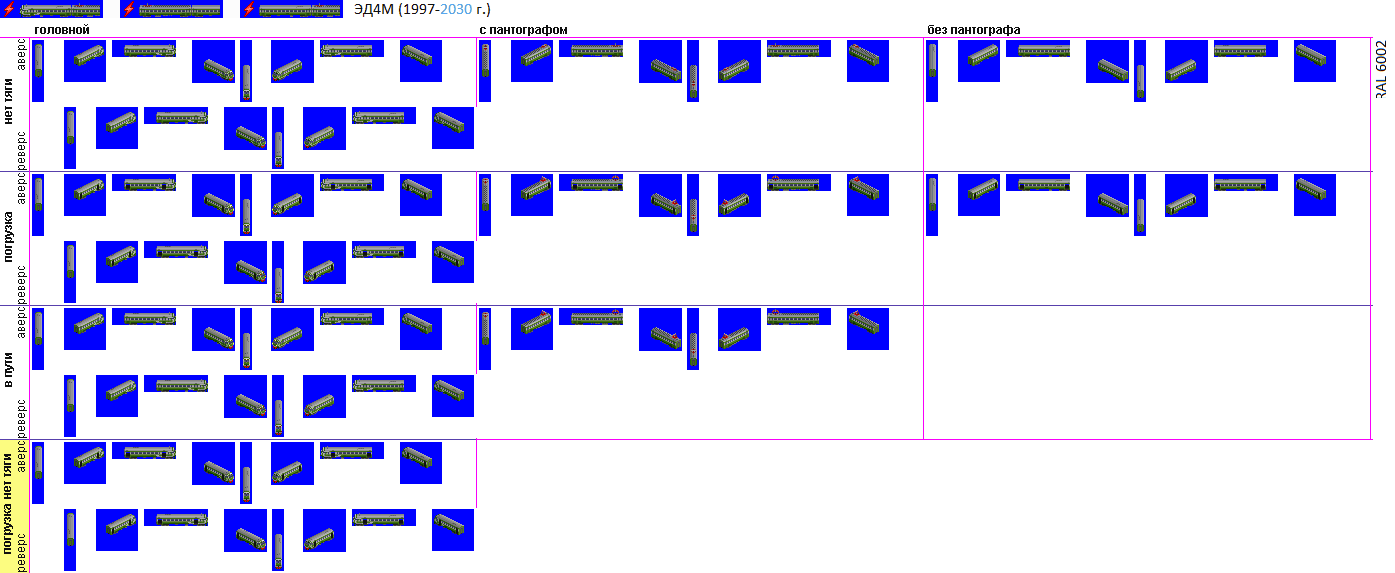 ЭД4М (1997-2030 г.)
головной
с пантографом
без пантографа
RAL 6002
нет тяги
аверс
реверс
погрузка
аверс
реверс
в пути
аверс
реверс
погрузка нет тяги
аверс
реверс